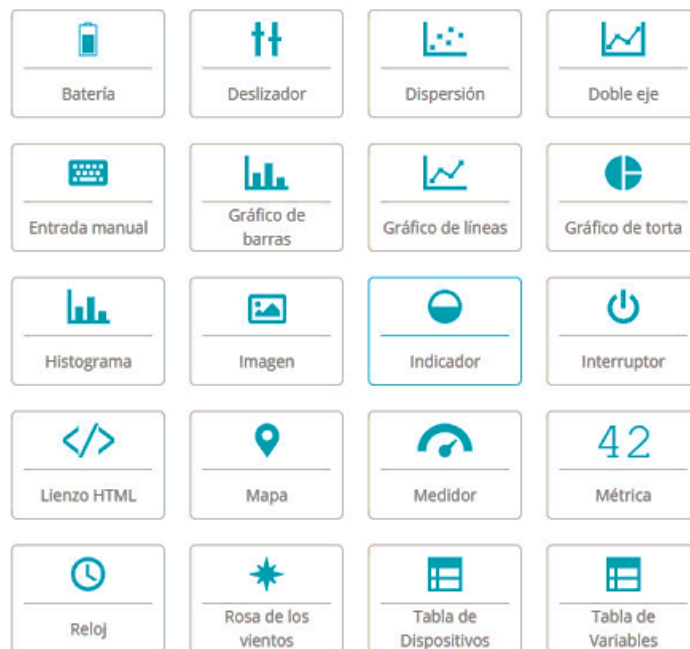 Batería
Deslizador
Dispersión
Doble eje
Entrada manual
Gráfico de
barras
Gráfico de líneas
Gráfico de torta
Histograma
Imagen
Indicador
Interruptor
</>
Lienzo HTML
Mapa
Medidor
42
Métrica
Reloj
Rosa de los
vientos
Tabla de
Dispositivos
Tabla de
Variables